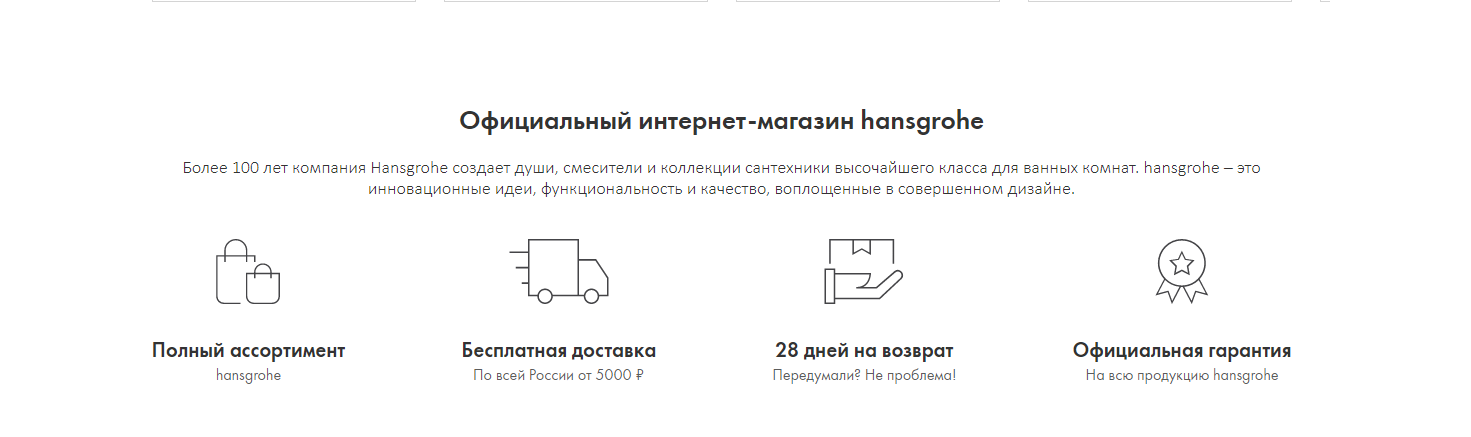 Официальный интернет-магазин hansgrohe
Более 100 лет компания Hansgrohe создает души, смесители и коллекции сантехники высочайшего класса для ванных комнат. hansgrohe – это
инновационные идеи, функциональность и качество, воплощенные в совершенном дизайне.
Полный ассортимент
hansgrohe
Бесплатная доставка
По всей России от 5000 ₽
28 дней на возврат
Передумали? Не проблема!
Официальная гарантия
На всю продукцию hansgrohe